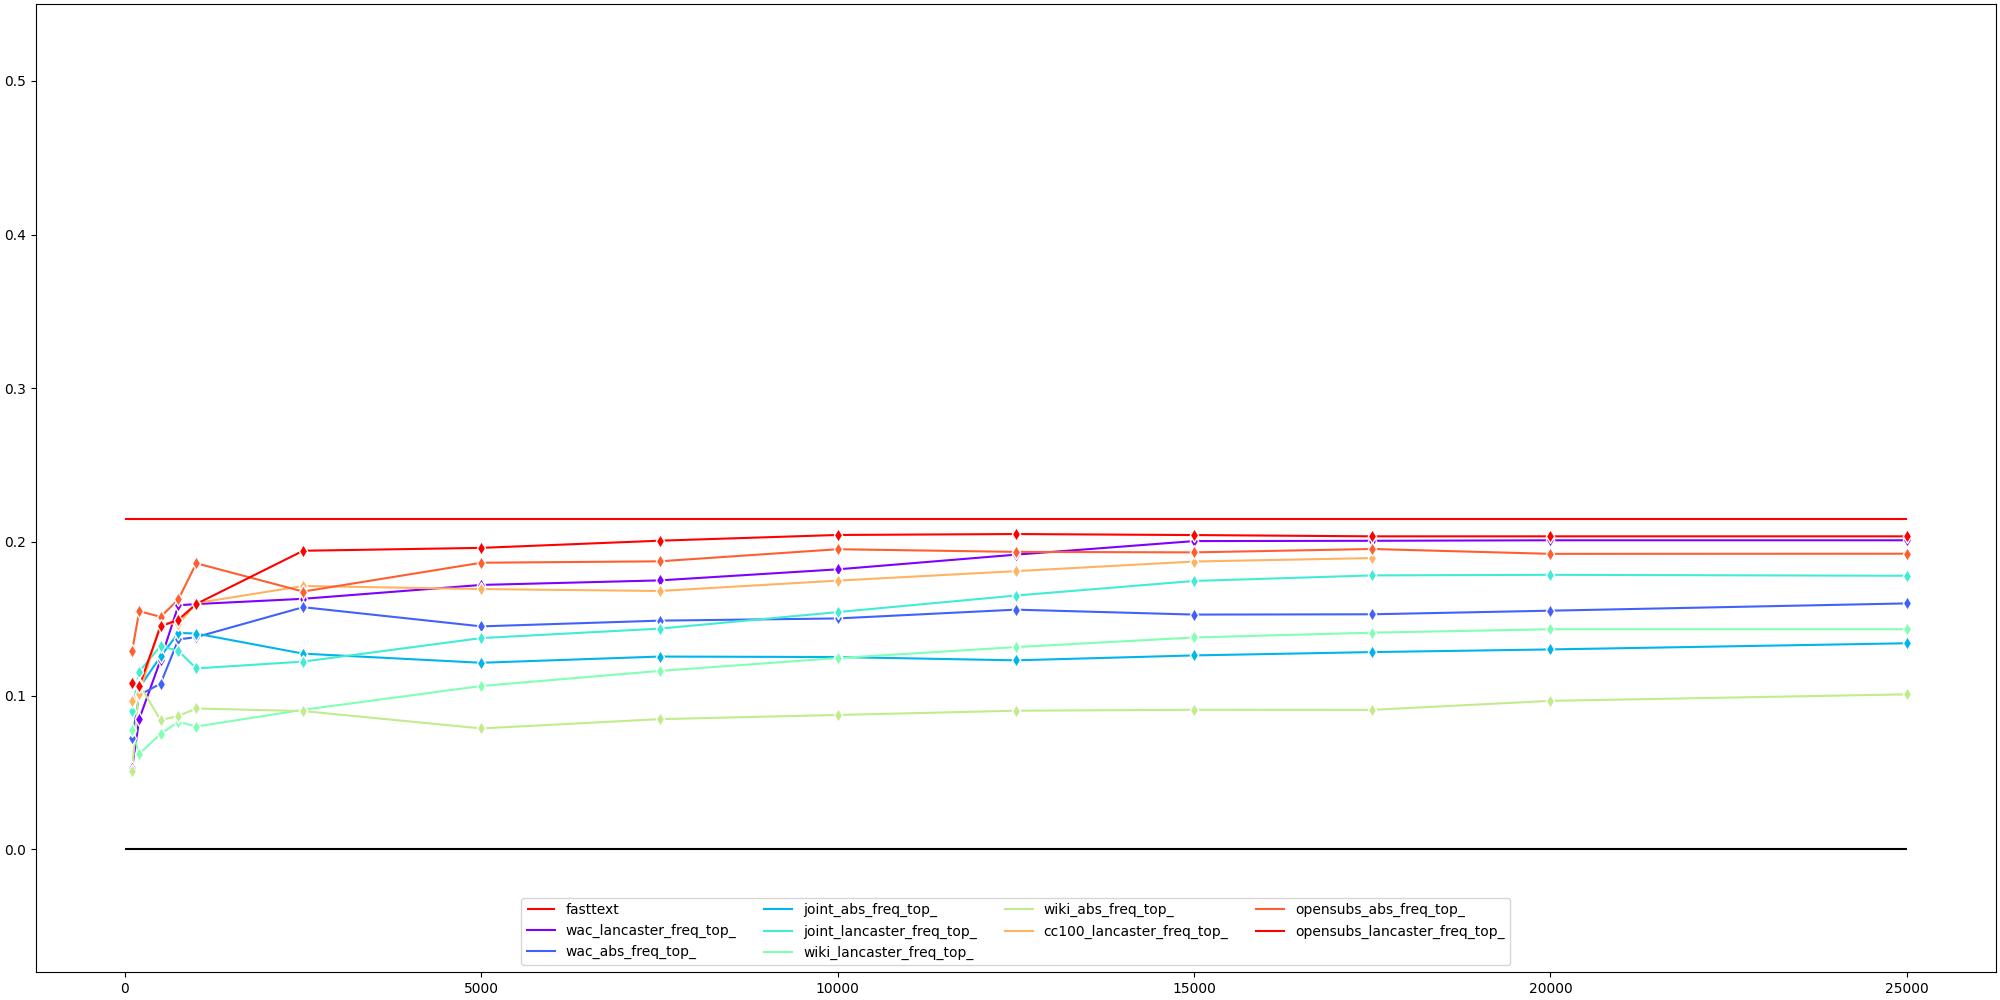 0.5
0.4
0.3
0.2
0.1
0.0
fasttext
wac_lancaster_freq_top_
wac_abs_freq_top_
joint_abs_freq_top_
joint_lancaster_freq_top_
wiki_lancaster_freq_top_
wiki_abs_freq_top_
cc100_lancaster_freq_top_
opensubs_abs_freq_top_
opensubs_lancaster_freq_top_
0 5000 10000 15000 20000 25000